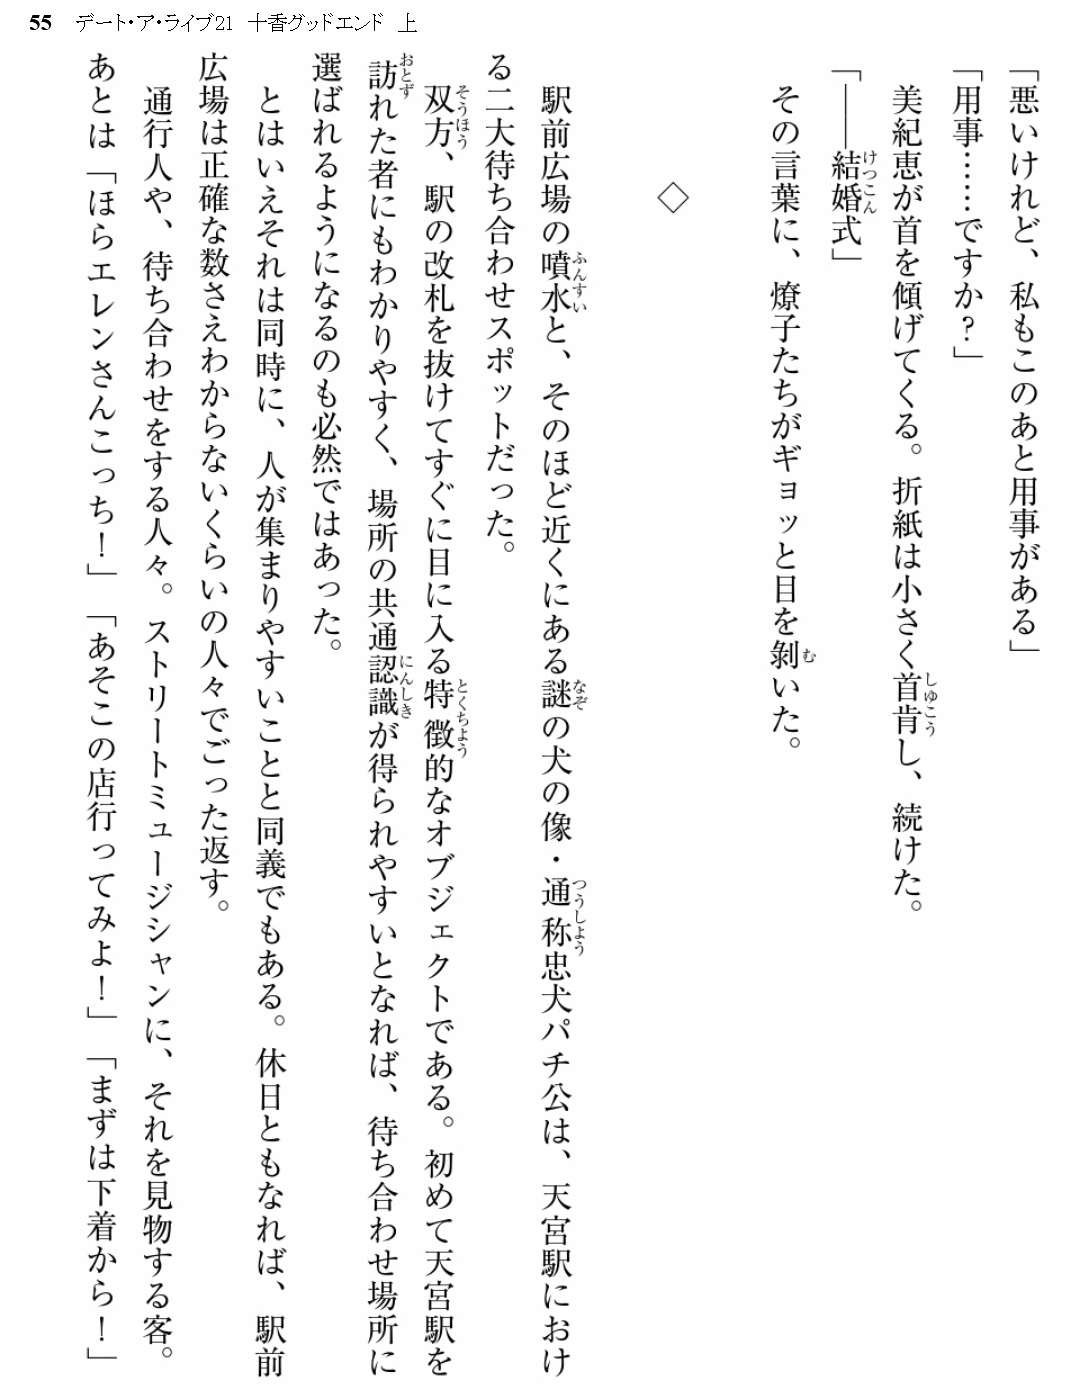 55 デート・ア・ライブ21 十香グッドエンド 上
「悪いけれど、私もこのあと用事がある」
「用事……ですか？」
美紀恵が首を傾げてくる。折紙は小さく首肯し、続けた。
「――結婚式」
その言葉に、燎子たちがギョッと目を剝いた。
◇
駅前広場の噴水と、そのほど近くにある謎の犬の像・通称忠犬パチ公は、天宮駅におけ
る二大待ち合わせスポットだった。
双方、駅の改札を抜けてすぐに目に入る特徴的なオブジェクトである。初めて天宮駅を
訪れた者にもわかりやすく、場所の共通認識が得られやすいとなれば、待ち合わせ場所に
選ばれるようになるのも必然ではあった。
とはいえそれは同時に、人が集まりやすいことと同義でもある。休日ともなれば、駅前
広場は正確な数さえわからないくらいの人々でごった返す。
通行人や、待ち合わせをする人々。ストリートミュージシャンに、それを見物する客。
あとは「ほらエレンさんこっち！」「あそこの店行ってみよ！」「まずは下着から！」